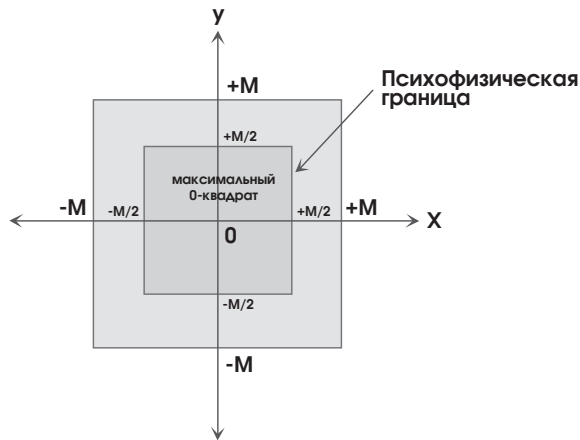 y
+M
Психофизическая
граница
+M/2
максимальный
0-квадрат
-M
-M/2
+M/2
+M
X
0
-M/2
-M